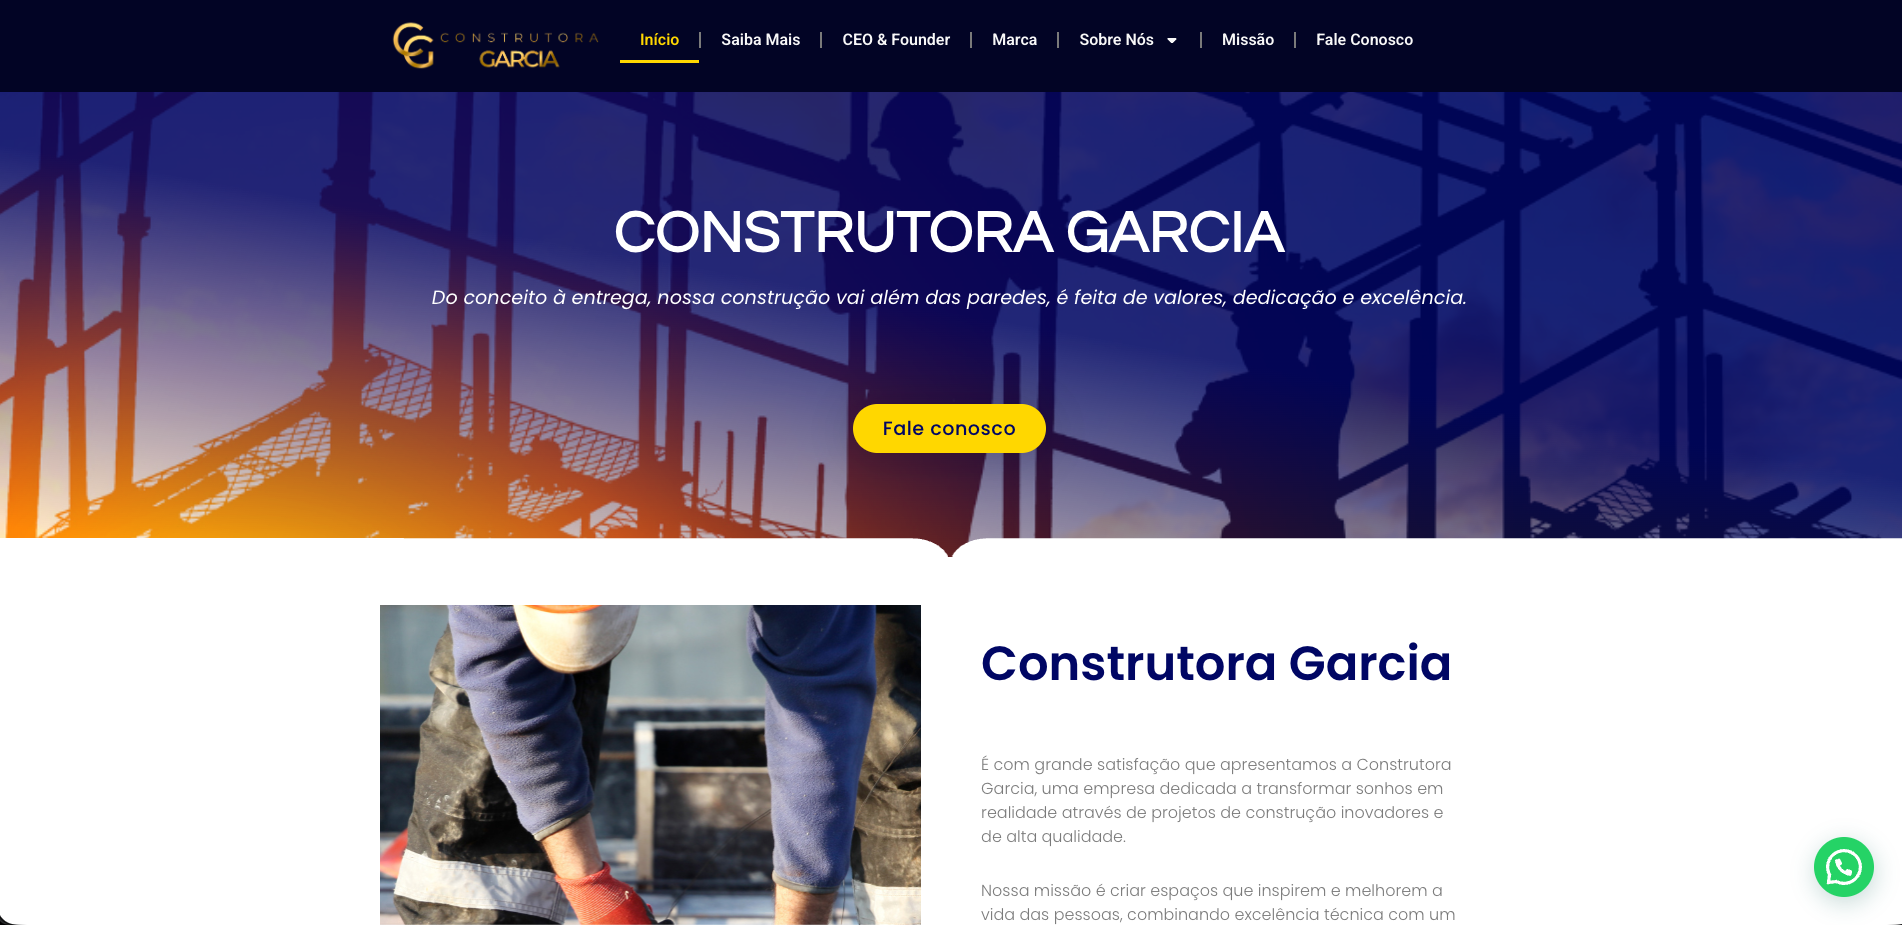 CONSTRUTORA
GARCIA
Início
Saiba Mais
CEO & Founder
Marca
Sobre Nós
Missão
Fale Conosco
CONSTRUTORA GARCIA
Do conceito à entrega, nossa construção vai além das paredes, é feita de valores, dedicação e excelência.
Fale conosco
Construtora Garcia
É com grande satisfação que apresentamos a Construtora
Garcia, uma empresa dedicada a transformar sonhos em
realidade através de projetos de construção inovadores e
de alta qualidade.
Nossa missão é criar espaços que inspirem e melhorem a
vida das pessoas, combinando excelência técnica com um